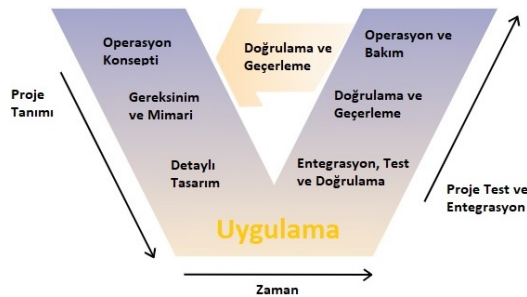 Operasyon
Konsepti
Doğrulama ve
Geçerleme
Operasyon ve
Bakım
Proje
Tanımı
Gereksinim
ve Mimari
Doğrulama ve
Geçerleme
Detaylı
Tasarım
Entegrasyon, Test
ve Doğrulama
Proje Test ve
Entegrasyon
Uygulama
Zaman